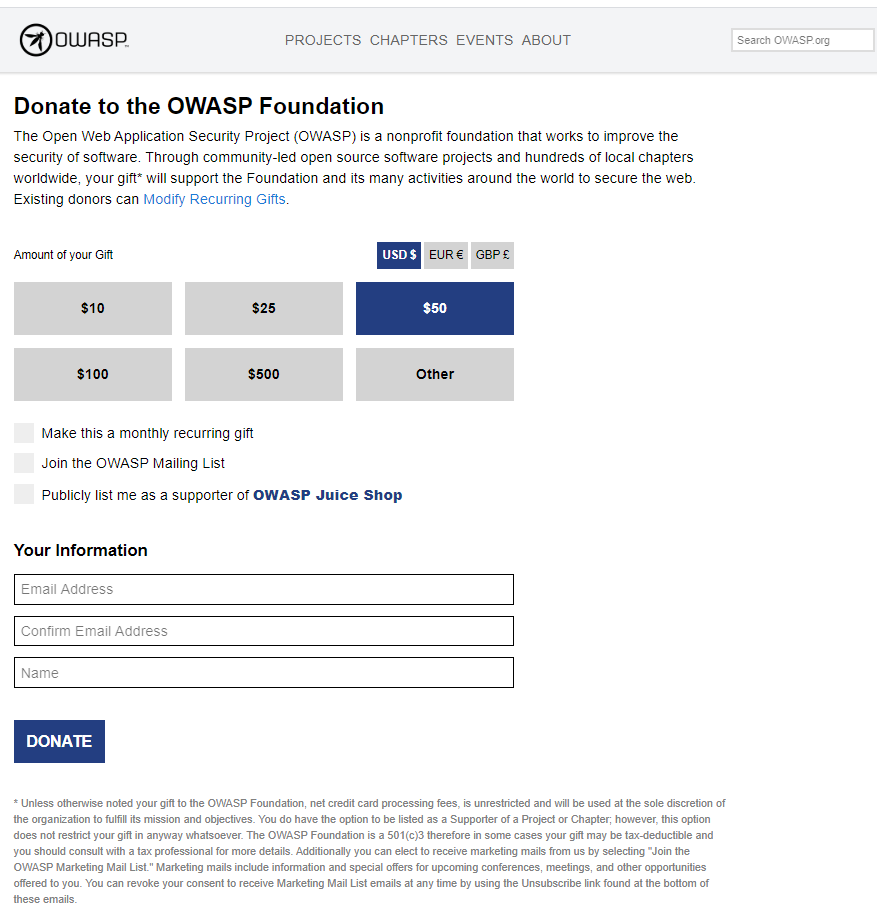 OWASP™
PROJECTS CHAPTERS EVENTS ABOUT
Search OWASP.org
Donate to the OWASP Foundation
The Open Web Application Security Project (OWASP) is a nonprofit foundation that works to improve the
security of software. Through community-led open source software projects and hundreds of local chapters
worldwide, your gift* will support the Foundation and its many activities around the world to secure the web.
Existing donors can Modify Recurring Gifts.
Amount of your Gift
USD $ EUR € GBP £
$10 $25 $50
$100 $500 Other
Make this a monthly recurring gift
Join the OWASP Mailing List
Publicly list me as a supporter of OWASP Juice Shop
Your Information
Email Address
Confirm Email Address
Name
DONATE
* Unless otherwise noted your gift to the OWASP Foundation, net credit card processing fees, is unrestricted and will be used at the sole discretion of
the organization to fulfill its mission and objectives. You do have the option to be listed as a Supporter of a Project or Chapter; however, this option
does not restrict your gift in anyway whatsoever. The OWASP Foundation is a 501(c)3 therefore in some cases your gift may be tax-deductible and
you should consult with a tax professional for more details. Additionally you can elect to receive marketing mails from us by selecting "Join the
OWASP Marketing Mail List." Marketing mails include information and special offers for upcoming conferences, meetings, and other opportunities
offered to you. You can revoke your consent to receive Marketing Mail List emails at any time by using the Unsubscribe link found at the bottom of
these emails.